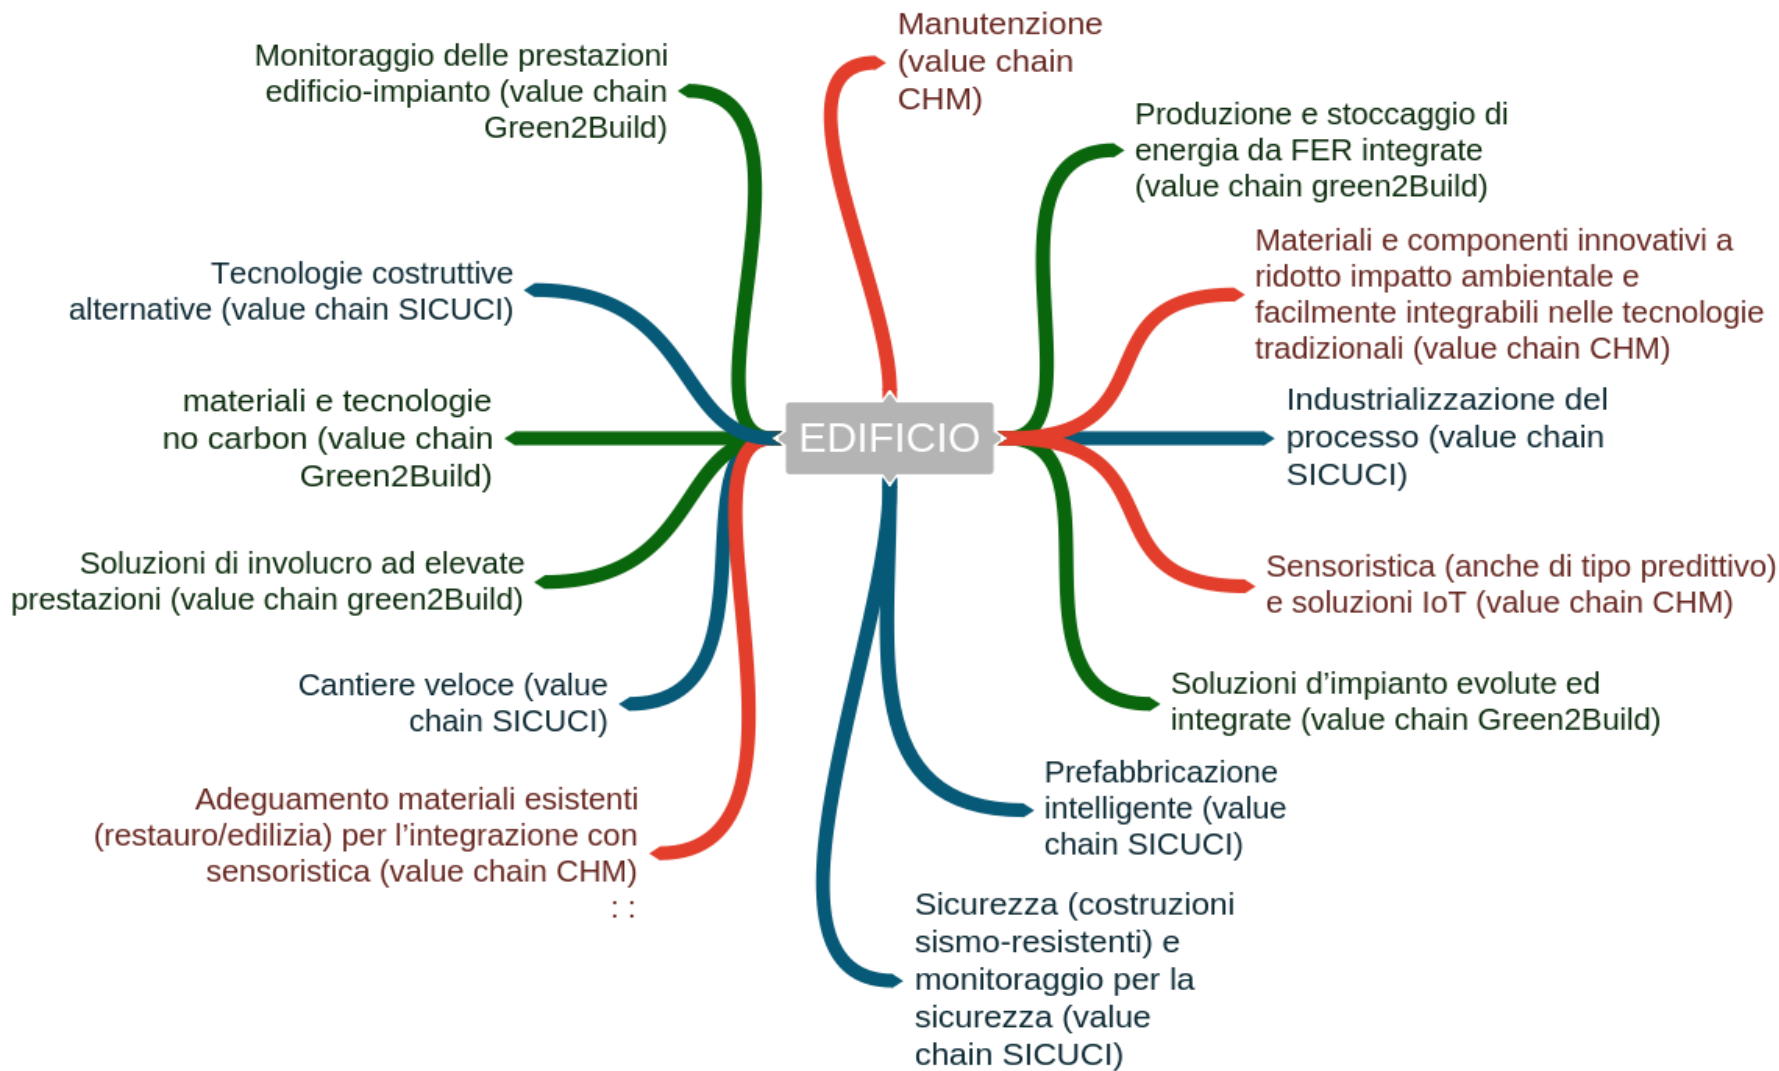 Manutenzione
(value chain
CHM)
Monitoraggio delle prestazioni
edificio-impianto (value chain
Green2Build)
Produzione e stoccaggio di
energia da FER integrate
(value chain green2Build)
Materiali e componenti innovativi a
ridotto impatto ambientale e
facilmente integrabili nelle tecnologie
tradizionali (value chain CHM)
Tecnologie costruttive
alternative (value chain SICUCI)
materiali e tecnologie
no carbon (value chain
Green2Build)
EDIFICIO
Industrializzazione del
processo (value chain
SICUCI)
Soluzioni di involucro ad elevate
prestazioni (value chain green2Build)
Sensoristica (anche di tipo predittivo)
e soluzioni IoT (value chain CHM)
Cantiere veloce (value
chain SICUCI)
Soluzioni d’impianto evolute ed
integrate (value chain Green2Build)
Adeguamento materiali esistenti
(restauro/edilizia) per l’integrazione con
sensoristica (value chain CHM)
: :
Prefabbricazione
intelligente (value
chain SICUCI)
Sicurezza (costruzioni
sismo-resistenti) e
monitoraggio per la
sicurezza (value
chain SICUCI)